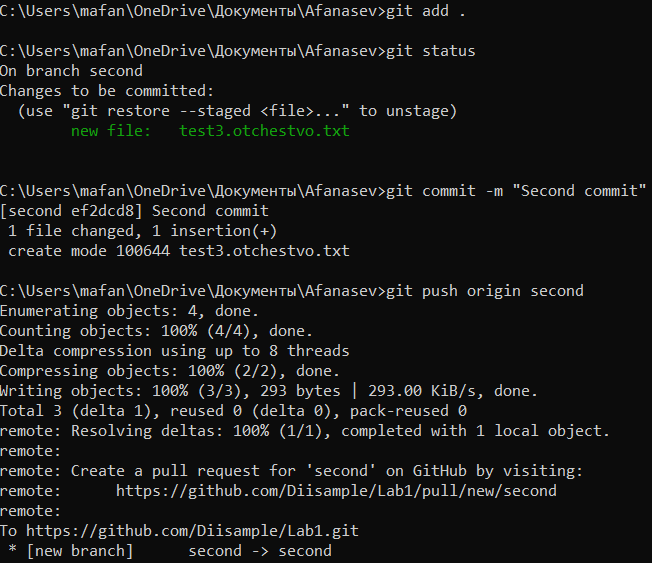 C:\Users\mafan\OneDrive\Документы\Afanasev>git add .
C:\Users\mafan\OneDrive\Документы\Afanasev>git status
On branch second
Changes to be committed:
  (use "git restore --staged <file>..." to unstage)
        new file:   test3.otchestvo.txt
C:\Users\mafan\OneDrive\Документы\Afanasev>git commit -m "Second commit"
[second ef2dcd8] Second commit
 1 file changed, 1 insertion(+)
 create mode 100644 test3.otchestvo.txt
C:\Users\mafan\OneDrive\Документы\Afanasev>git push origin second
Enumerating objects: 4, done.
Counting objects: 100% (4/4), done.
Delta compression using up to 8 threads
Compressing objects: 100% (2/2), done.
Writing objects: 100% (3/3), 293 bytes | 293.00 KiB/s, done.
Total 3 (delta 1), reused 0 (delta 0), pack-reused 0
remote: Resolving deltas: 100% (1/1), completed with 1 local object.
remote:
remote: Create a pull request for 'second' on GitHub by visiting:
remote:      https://github.com/Diisample/Lab1/pull/new/second
remote:
To https://github.com/Diisample/Lab1.git
 * [new branch]      second -> second